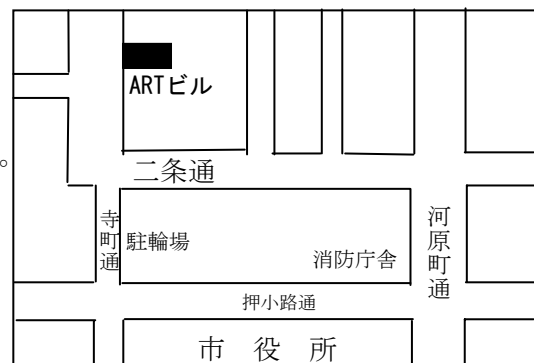 ARTビル
。
二条通
寺町通
駐輪場
消防庁舎
河原町通
押小路通
市役所